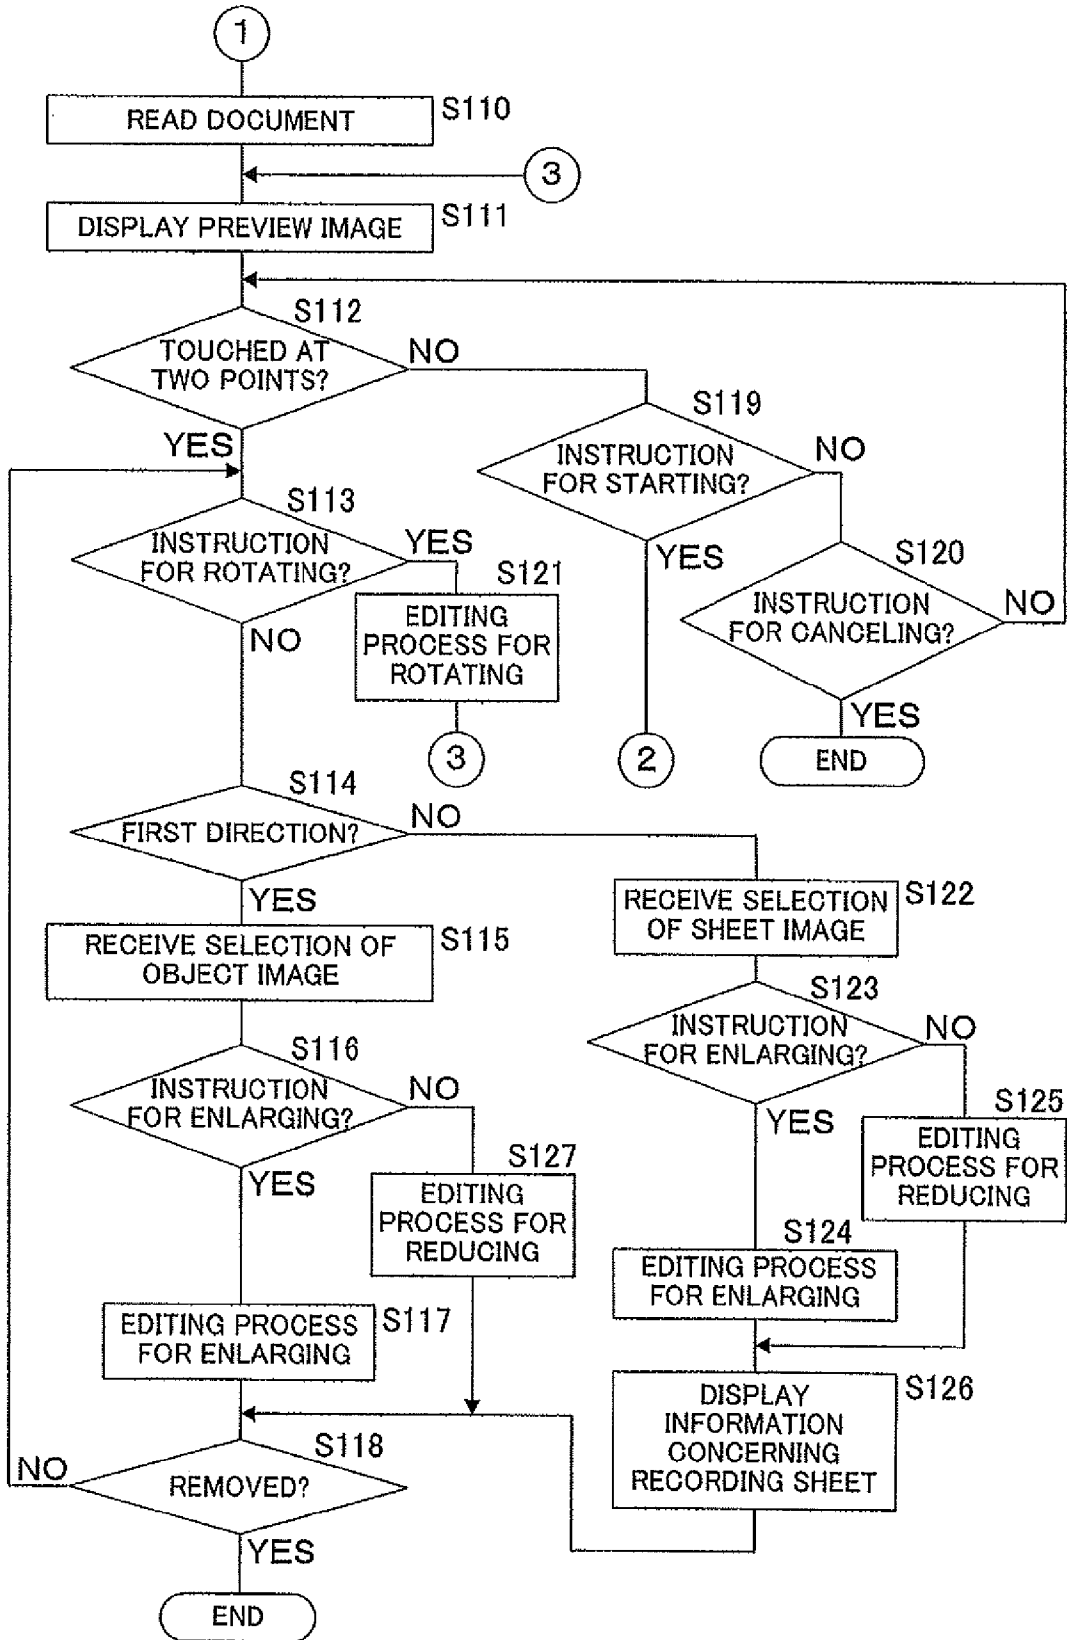 1
READ DOCUMENT
S110
3
DISPLAY PREVIEW IMAGE
S111
S112
TOUCHED AT
TWO POINTS?
NO
YES
S119
INSTRUCTION
FOR STARTING?
NO
YES
S120
INSTRUCTION
FOR CANCELING?
NO
YES
END
2
S113
INSTRUCTION
FOR ROTATING?
YES
NO
S121
EDITING
PROCESS FOR
ROTATING
3
S114
FIRST DIRECTION?
NO
YES
RECEIVE SELECTION OF
OBJECT IMAGE
S115
S116
INSTRUCTION
FOR ENLARGING?
NO
YES
S127
EDITING
PROCESS FOR
REDUCING
EDITING PROCESS
FOR ENLARGING
S117
RECEIVE SELECTION
OF SHEET IMAGE
S122
S123
INSTRUCTION
FOR ENLARGING?
NO
YES
S125
EDITING
PROCESS FOR
REDUCING
S124
EDITING PROCESS
FOR ENLARGING
DISPLAY
INFORMATION
CONCERNING
RECORDING SHEET
S126
S118
REMOVED?
NO
YES
END